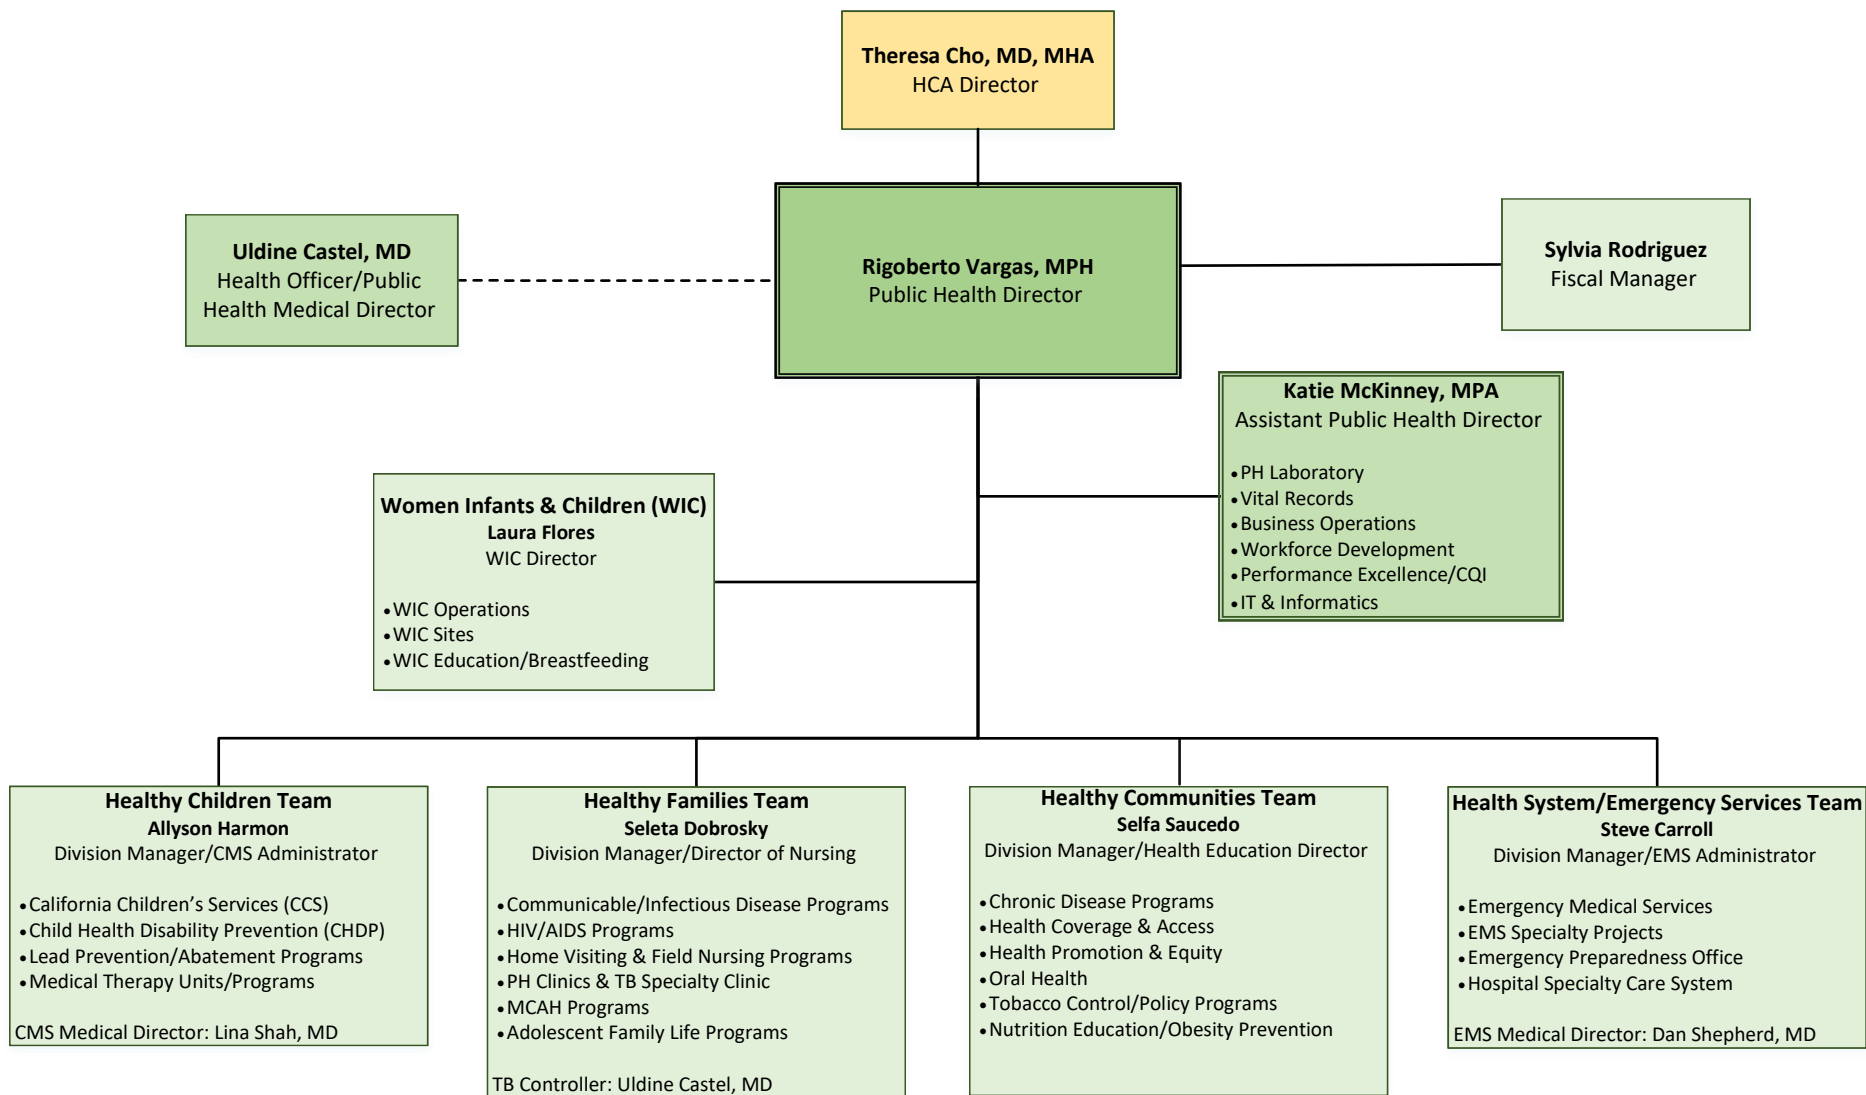 Theresa Cho, MD, MHA
HCA Director
Uldine Castel, MD
Health Officer/Public
Health Medical Director
Rigoberto Vargas, MPH
Public Health Director
Sylvia Rodriguez
Fiscal Manager
Katie McKinney, MPA
Assistant Public Health Director
•PH Laboratory
•Vital Records
•Business Operations
•Workforce Development
•Performance Excellence/CQI
•IT & Informatics
Women Infants & Children (WIC)
Laura Flores
WIC Director
•WIC Operations
•WIC Sites
•WIC Education/Breastfeeding
Healthy Children Team
Allyson Harmon
Division Manager/CMS Administrator
•California Children’s Services (CCS)
•Child Health Disability Prevention (CHDP)
•Lead Prevention/Abatement Programs
•Medical Therapy Units/Programs
CMS Medical Director: Lina Shah, MD
Healthy Families Team
Seleta Dobrosky
Division Manager/Director of Nursing
•Communicable/Infectious Disease Programs
•HIV/AIDS Programs
•Home Visiting & Field Nursing Programs
•PH Clinics & TB Specialty Clinic
•MCAH Programs
•Adolescent Family Life Programs
TB Controller: Uldine Castel, MD
Healthy Communities Team
Selfa Saucedo
Division Manager/Health Education Director
•Chronic Disease Programs
•Health Coverage & Access
•Health Promotion & Equity
•Oral Health
•Tobacco Control/Policy Programs
•Nutrition Education/Obesity Prevention
Health System/Emergency Services Team
Steve Carroll
Division Manager/EMS Administrator
•Emergency Medical Services
•EMS Specialty Projects
•Emergency Preparedness Office
•Hospital Specialty Care System
EMS Medical Director: Dan Shepherd, MD